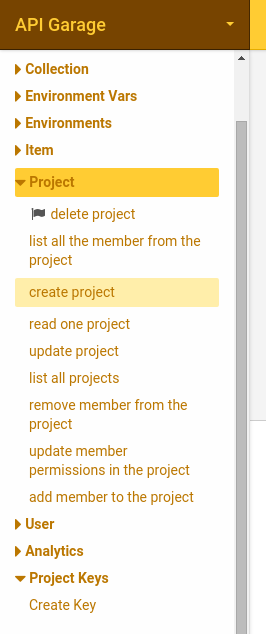 API Garage
Collection
Environment Vars
Environments
Item
Project
delete project
list all the member from the
project
create project
read one project
update project
list all projects
remove member from the
project
update member
permissions in the project
add member to the project
User
Analytics
Project Keys
Create Key